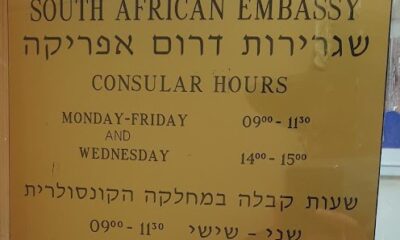 SOUTH AFRICAN EMBASSY
שגרירות דרום אפריקה
CONSULAR HOURS
MONDAY-FRIDAY 09⁰⁰ - 11³⁰
AND
WEDNESDAY 14⁰⁰ - 15⁰⁰
שעות קבלה במחלקה הקונסולרית
שני - שישי 09⁰⁰ - 11³⁰